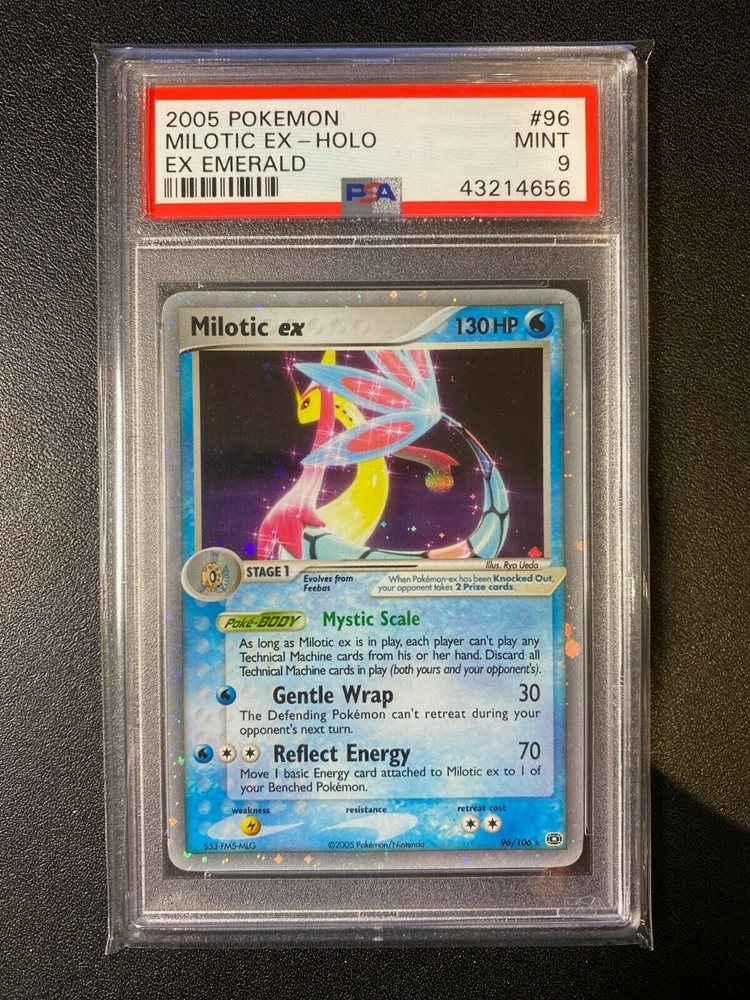 2005 POKEMON #96
MILOTIC EX – HOLO MINT
EX EMERALD 9
PSA 43214656
Milotic ex 130 HP
Illus. Ryo Ueda
STAGE 1
Evolves from
Feebas
When Pokémon-ex has been Knocked Out,
your opponent takes 2 Prize cards.
Poké-BODY Mystic Scale
As long as Milotic ex is in play, each player can't play any
Technical Machine cards from his or her hand. Discard all
Technical Machine cards in play (both yours and your opponent's).
Gentle Wrap 30
The Defending Pokémon can't retreat during your
opponent's next turn.
Reflect Energy 70
Move 1 basic Energy card attached to Milotic ex to 1 of
your Benched Pokémon.
weakness resistance retreat cost
S53-FM5-MLG ©2005 Pokémon/Nintendo 96/106 ★
PSA